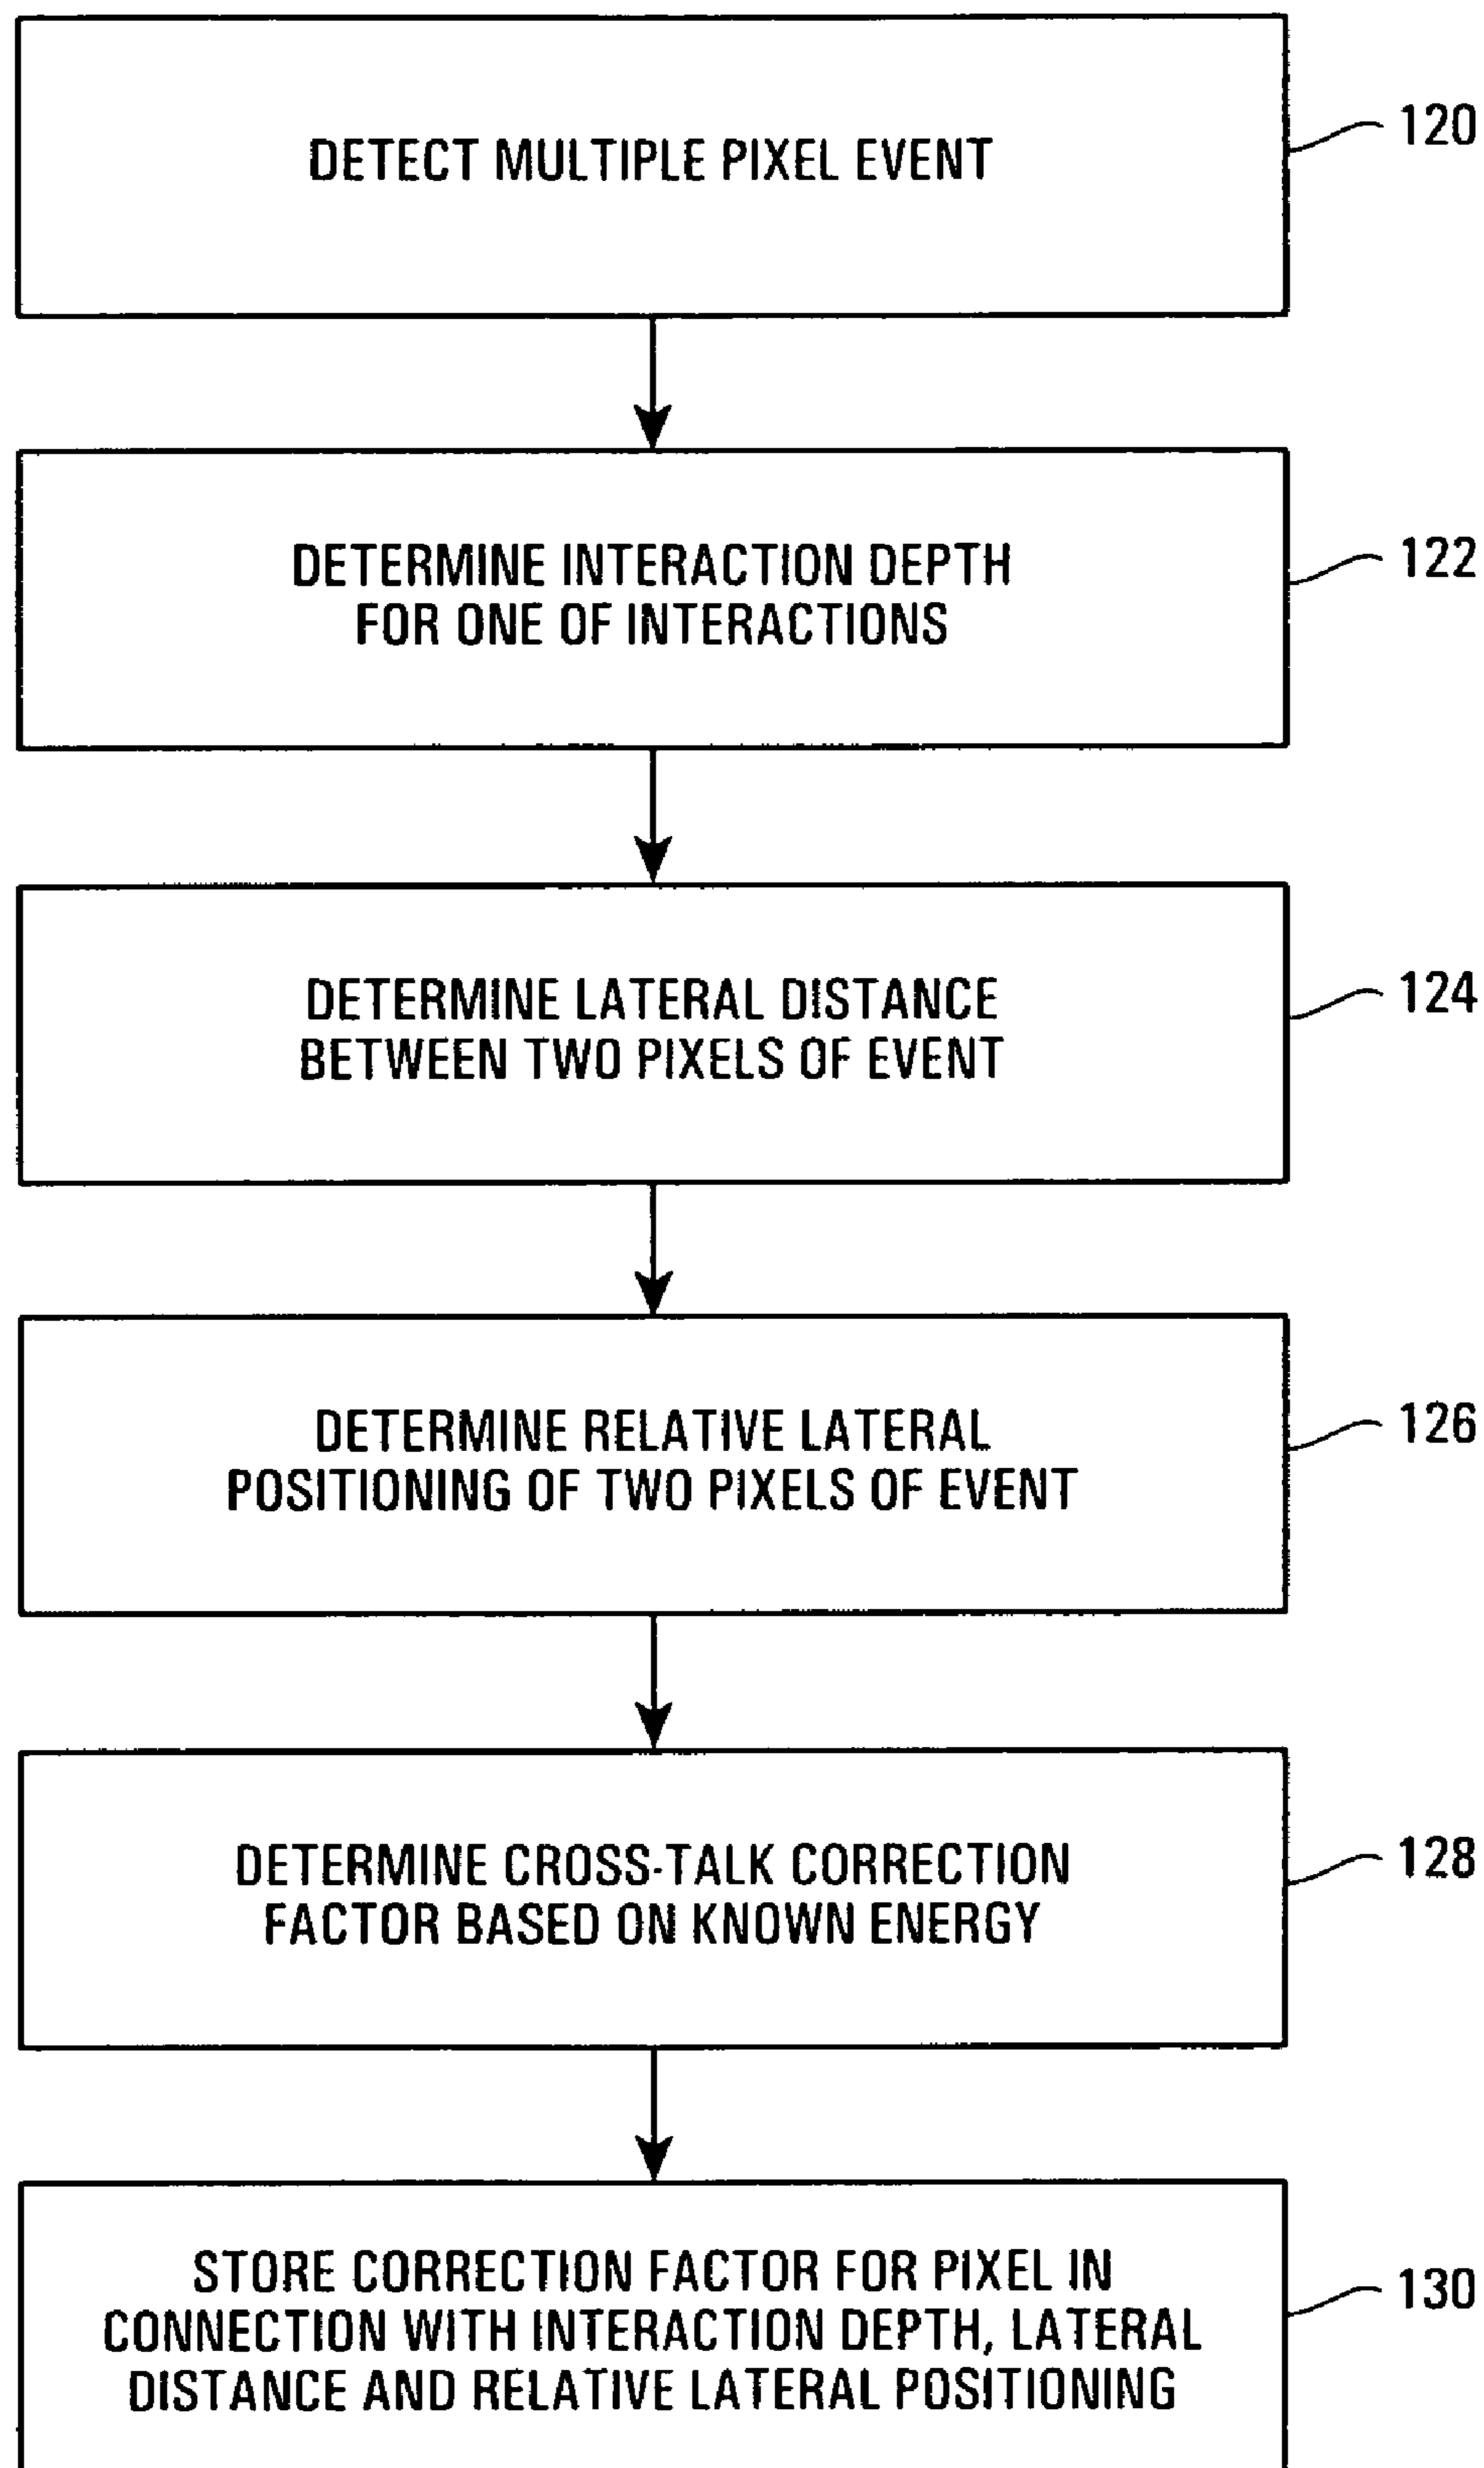 DETECT MULTIPLE PIXEL EVENT
120
DETERMINE INTERACTION DEPTH
FOR ONE OF INTERACTIONS
122
DETERMINE LATERAL DISTANCE
BETWEEN TWO PIXELS OF EVENT
124
DETERMINE RELATIVE LATERAL
POSITIONING OF TWO PIXELS OF EVENT
126
DETERMINE CROSS-TALK CORRECTION
FACTOR BASED ON KNOWN ENERGY
128
STORE CORRECTION FACTOR FOR PIXEL IN
CONNECTION WITH INTERACTION DEPTH, LATERAL
DISTANCE AND RELATIVE LATERAL POSITIONING
130